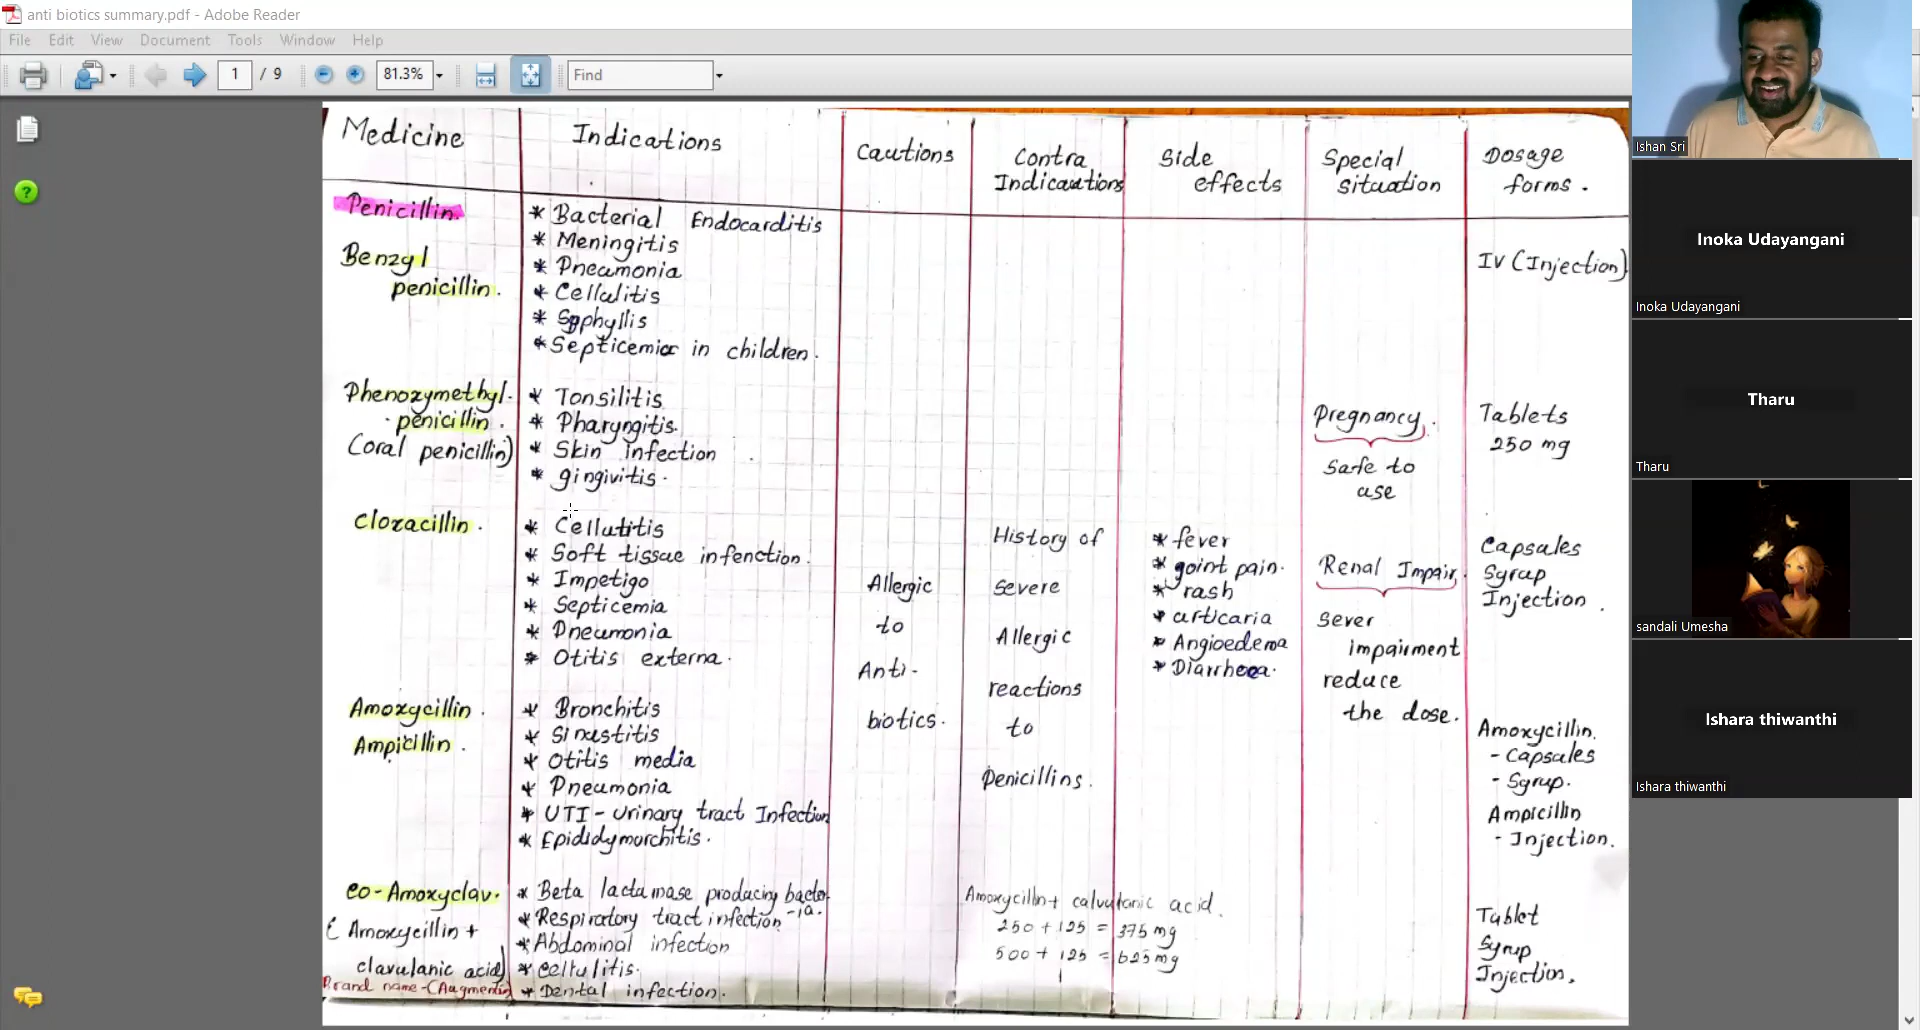 anti biotics summary.pdf - Adobe Reader
File Edit View Document Tools Window Help
1 / 9 81.3% Find
Medicine
Indications
Cautions
Contra
Indicautions
Side
effects
Special
situation
Dosage
forms.
Penicillin.
Benzyl
penicillin.
* Bacterial Endocarditis
* Meningitis
* Pneamonia
* Cellulitis
* Syphyllis
* Septicemia in children.
IV (Injection)
Phenoxymethyl-
penicillin.
(oral penicillin)
* Tonsilitis
* Pharyngitis.
* Skin infection
* gingivitis.
Pregnancy.
Safe to
use
Tablets
250 mg
Cloxacillin.
* Cellutitis
* Soft tissue infenction.
* Impetigo
* Septicemia
* Pneumonia
* Otitis externa.
Allergic
to
Anti-
biotics.
History of
severe
Allergic
reactions
to
Penicillins.
* fever
* goint pain.
* rash
* urticaria
* Angioedema
* Diarrhea.
Renal Impair.
Sever
impairment
reduce
the dose.
Capsules
Syrup
Injection.
Amoxycillin.
Ampicillin.
* Bronchitis
* Sinustitis
* Otitis media
* Pneumonia
* UTI - Urinary tract Infection
* Epididymorchitis.
Amoxycillin.
- Capsules
- Syrup.
Ampicillin
- Injection.
co-Amoxyclav.
( Amoxycillin +
clavulanic acid)
Brand name-(Augmentin)
* Beta lactamase producing bacte-
-ia.
* Respiratory tract infection
* Abdominal infection
* Cellulitis.
* Dental infection.
Amoxycillin + calvulanic acid.
250 + 125 = 375 mg
500 + 125 = 625 mg
Tablet
Syrup
Injection.
Ishan Sri
Inoka Udayangani
Inoka Udayangani
Tharu
Tharu
sandali Umesha
Ishara thiwanthi
Ishara thiwanthi